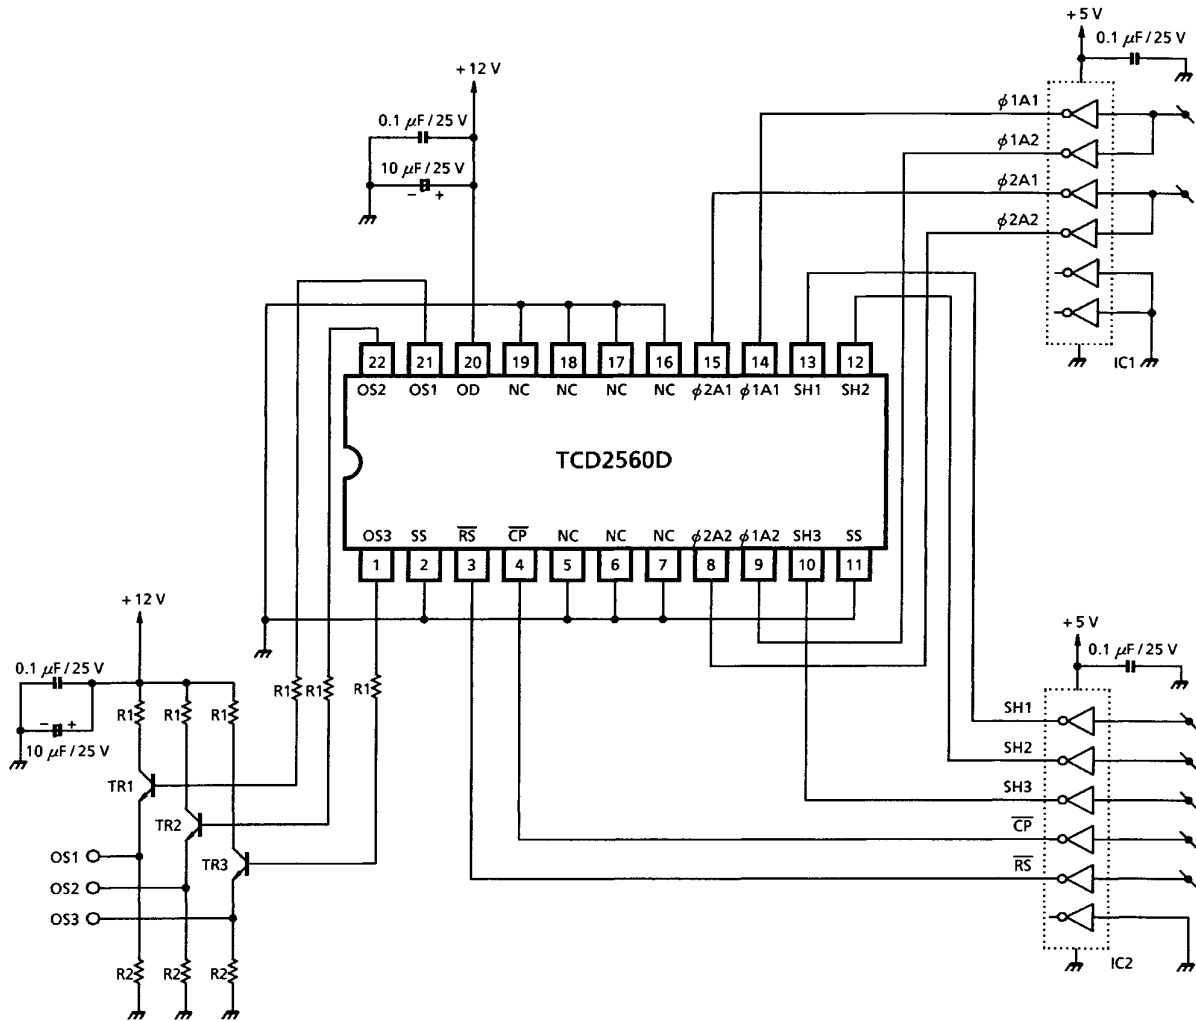 +5 V
0.1 μF/25 V
+12 V
0.1 μF/25 V
10 μF/25 V
− +
ϕ1A1
ϕ1A2
ϕ2A1
ϕ2A2
IC1
22 21 20 19 18 17 16 15 14 13 12
OS2 OS1 OD NC NC NC NC ϕ2A1 ϕ1A1 SH1 SH2
TCD2560D
OS3 SS R̅S̅ C̅P̅ NC NC NC ϕ2A2 ϕ1A2 SH3 SS
1 2 3 4 5 6 7 8 9 10 11
+12 V
0.1 μF/25 V
− +
10 μF/25 V
R1 R1 R1
R1 R1 R1
TR1
TR2
TR3
OS1
OS2
OS3
R2 R2 R2
+5 V
0.1 μF/25 V
SH1
SH2
SH3
C̅P̅
R̅S̅
IC2